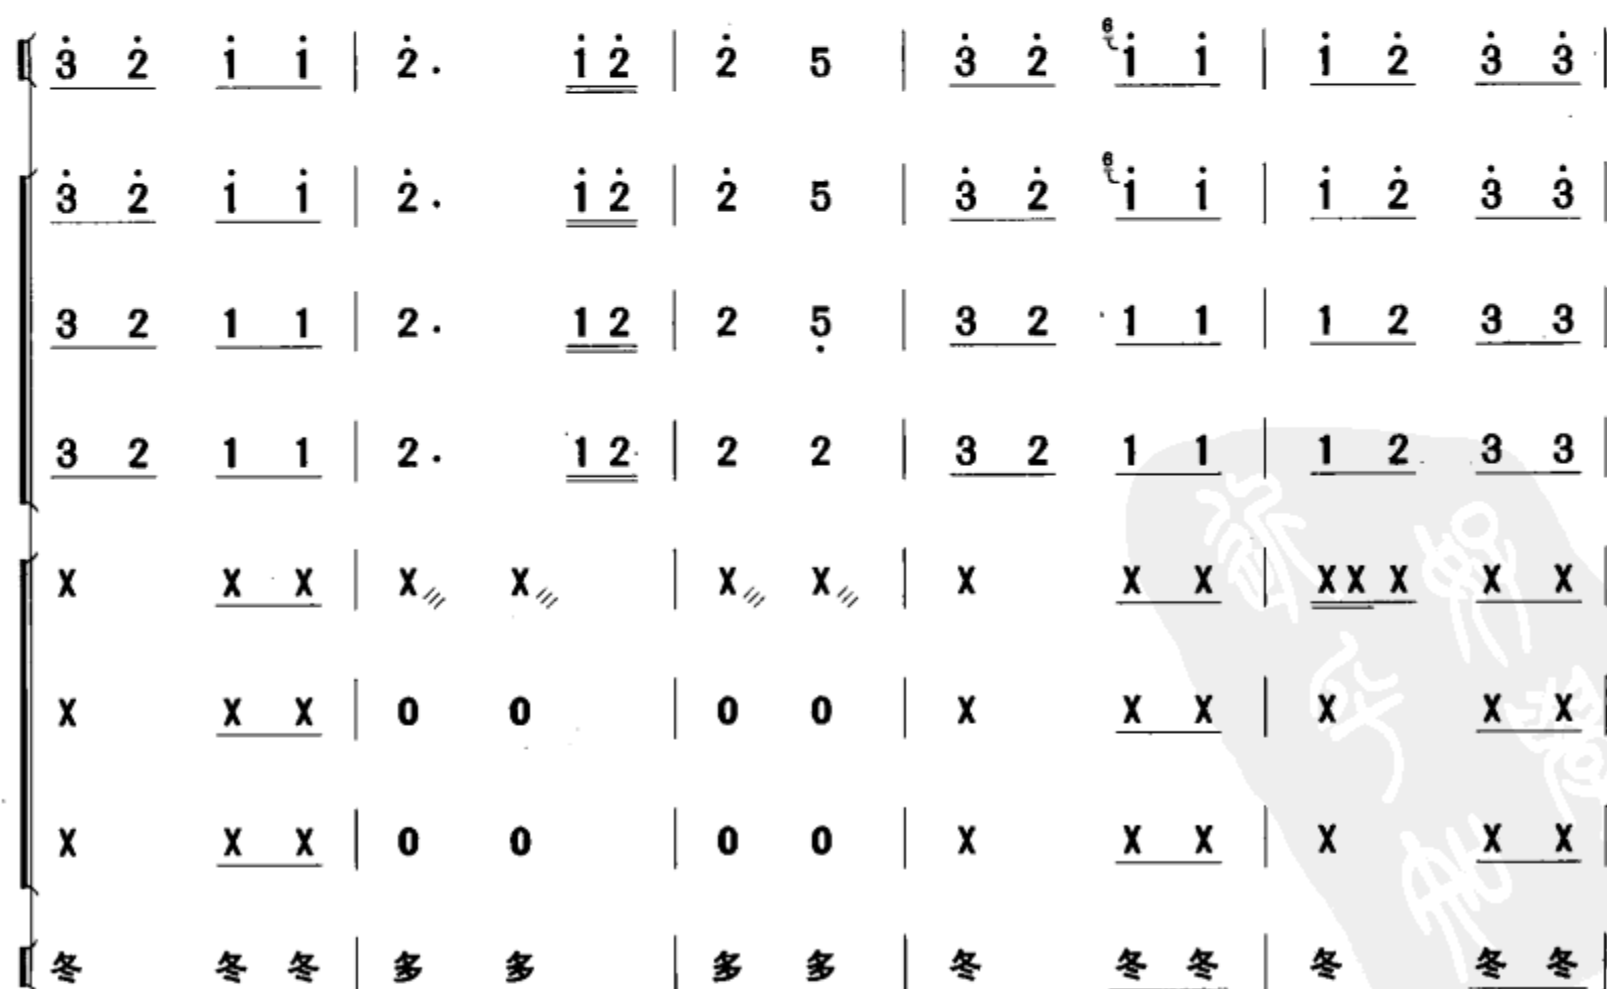 3̇ 2̇ 1̇ 1̇ | 2̇. 1̇ 2̇ | 2̇ 5 | 3̇ 2̇ 6 1̇ 1̇ | 1̇ 2̇ 3̇ 3̇ |
3̇ 2̇ 1̇ 1̇ | 2̇. 1̇ 2̇ | 2̇ 5 | 3̇ 2̇ 6 1̇ 1̇ | 1̇ 2̇ 3̇ 3̇ |
3 2 1 1 | 2. 1 2 | 2 5̣ | 3 2 1 1 | 1 2 3 3 |
3 2 1 1 | 2. 1 2 | 2 2 | 3 2 1 1 | 1 2 3 3 |
X X X | X/// X/// | X/// X/// | X X X | X X X X X |
X X X | 0 0 | 0 0 | X X X | X X X |
X X X | 0 0 | 0 0 | X X X | X X X |
冬 冬 冬 | 多 多 | 多 多 | 冬 冬 冬 | 冬 冬 冬 |